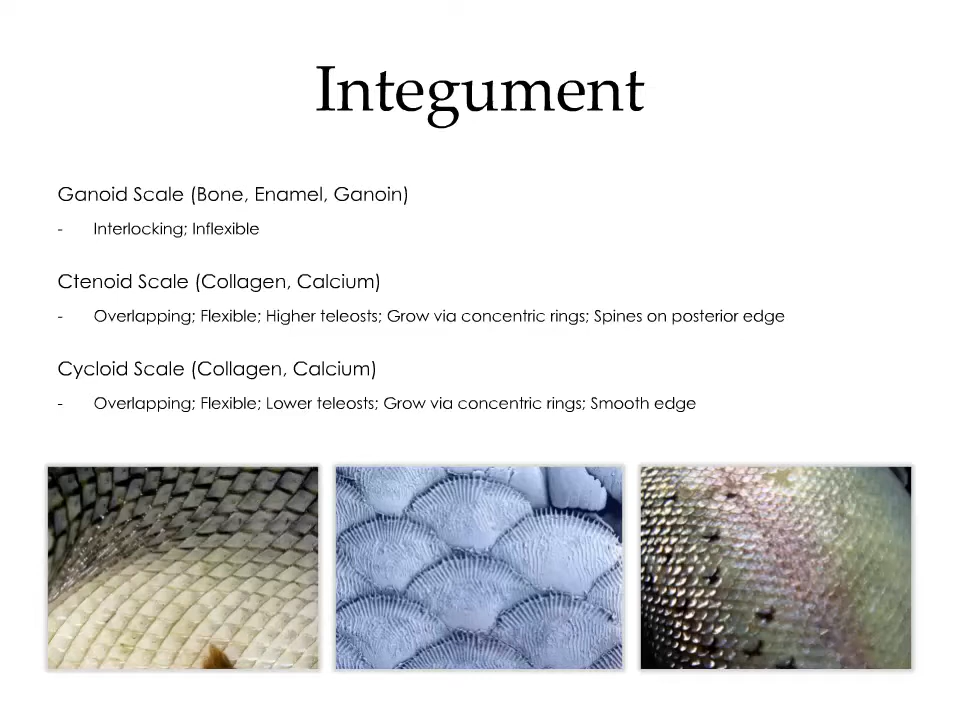 Integument
Ganoid Scale (Bone, Enamel, Ganoin)
- Interlocking; Inflexible
Ctenoid Scale (Collagen, Calcium)
- Overlapping; Flexible; Higher teleosts; Grow via concentric rings; Spines on posterior edge
Cycloid Scale (Collagen, Calcium)
- Overlapping; Flexible; Lower teleosts; Grow via concentric rings; Smooth edge